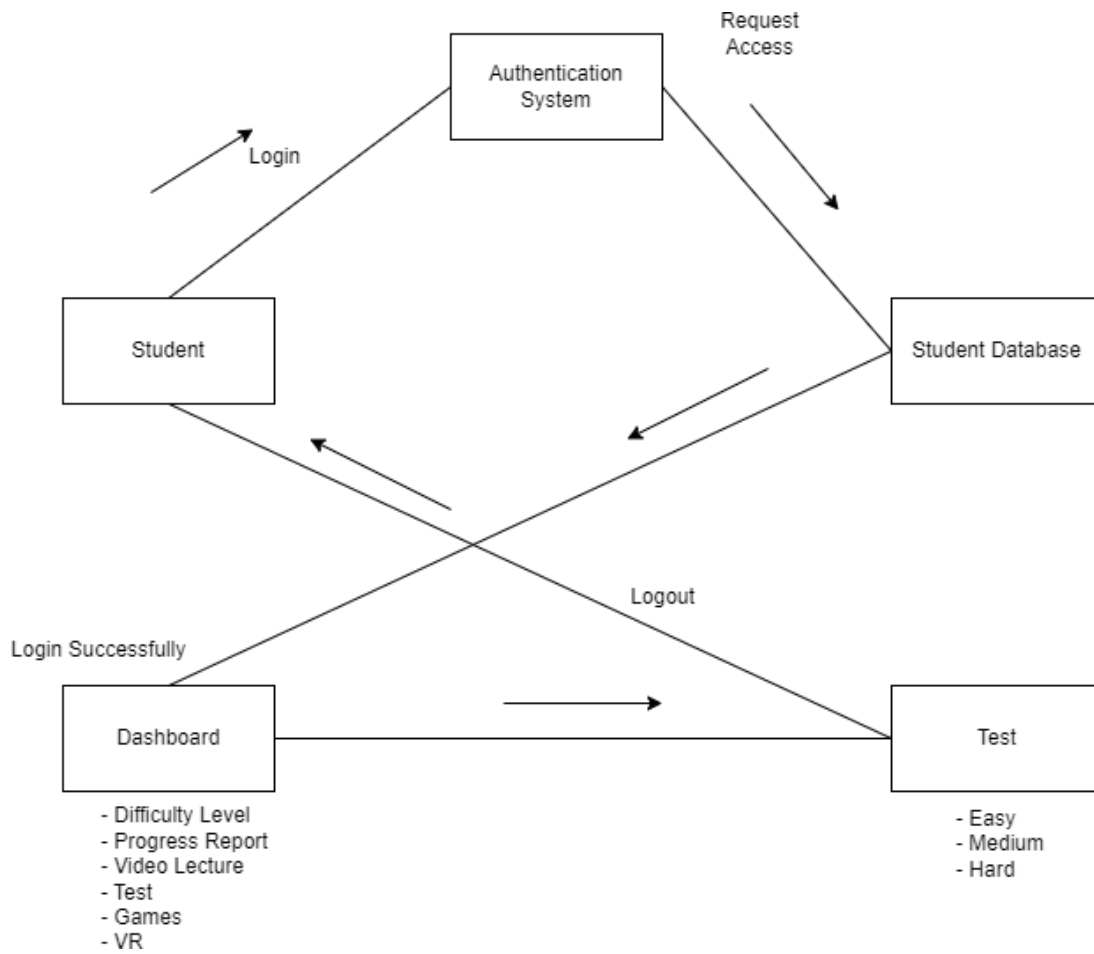 Request
Access
Authentication
System
Login
Student
Student Database
Logout
Login Successfully
Dashboard
Test
- Difficulty Level
- Progress Report
- Video Lecture
- Test
- Games
- VR
- Easy
- Medium
- Hard